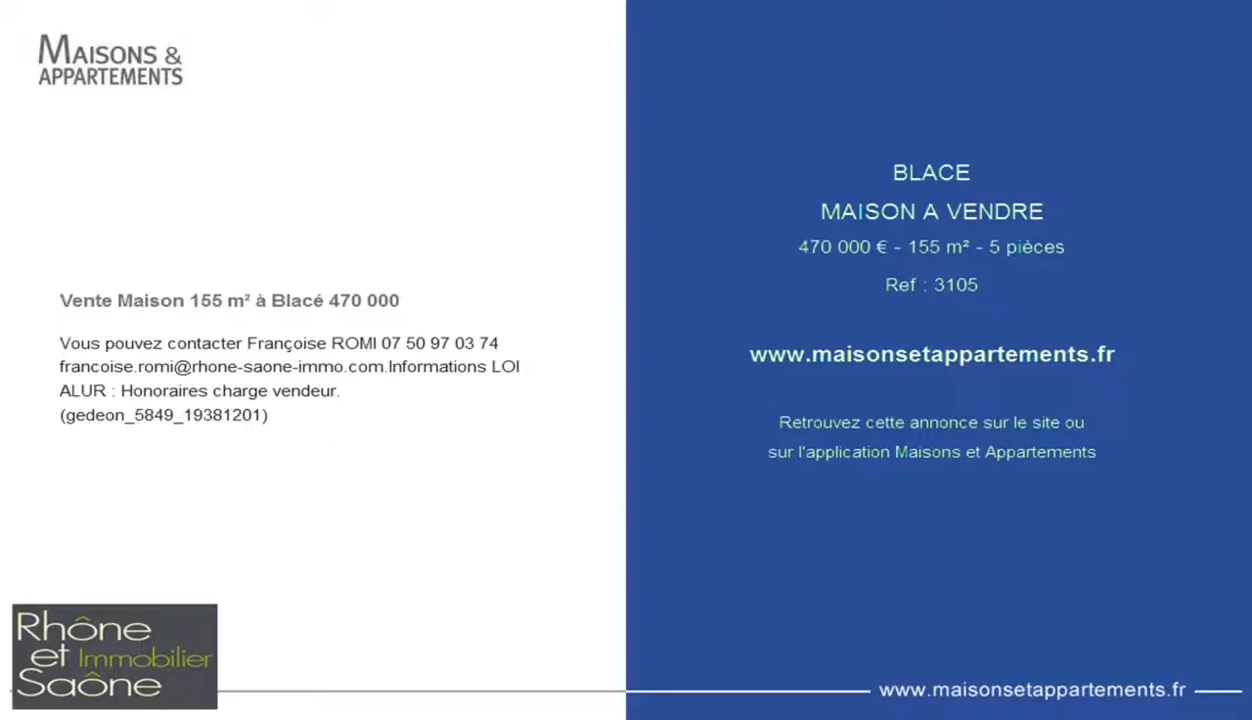 MAISONS &
APPARTEMENTS
Vente Maison 155 m² à Blacé 470 000
Vous pouvez contacter Françoise ROMI 07 50 97 03 74
francoise.romi@rhone-saone-immo.com.Informations LOI
ALUR : Honoraires charge vendeur.
(gedeon_5849_19381201)
Rhône
et Immobilier
Saône
BLACE
MAISON A VENDRE
470 000 € - 155 m² - 5 pièces
Ref : 3105
www.maisonsetappartements.fr
Retrouvez cette annonce sur le site ou
sur l'application Maisons et Appartements
www.maisonsetappartements.fr